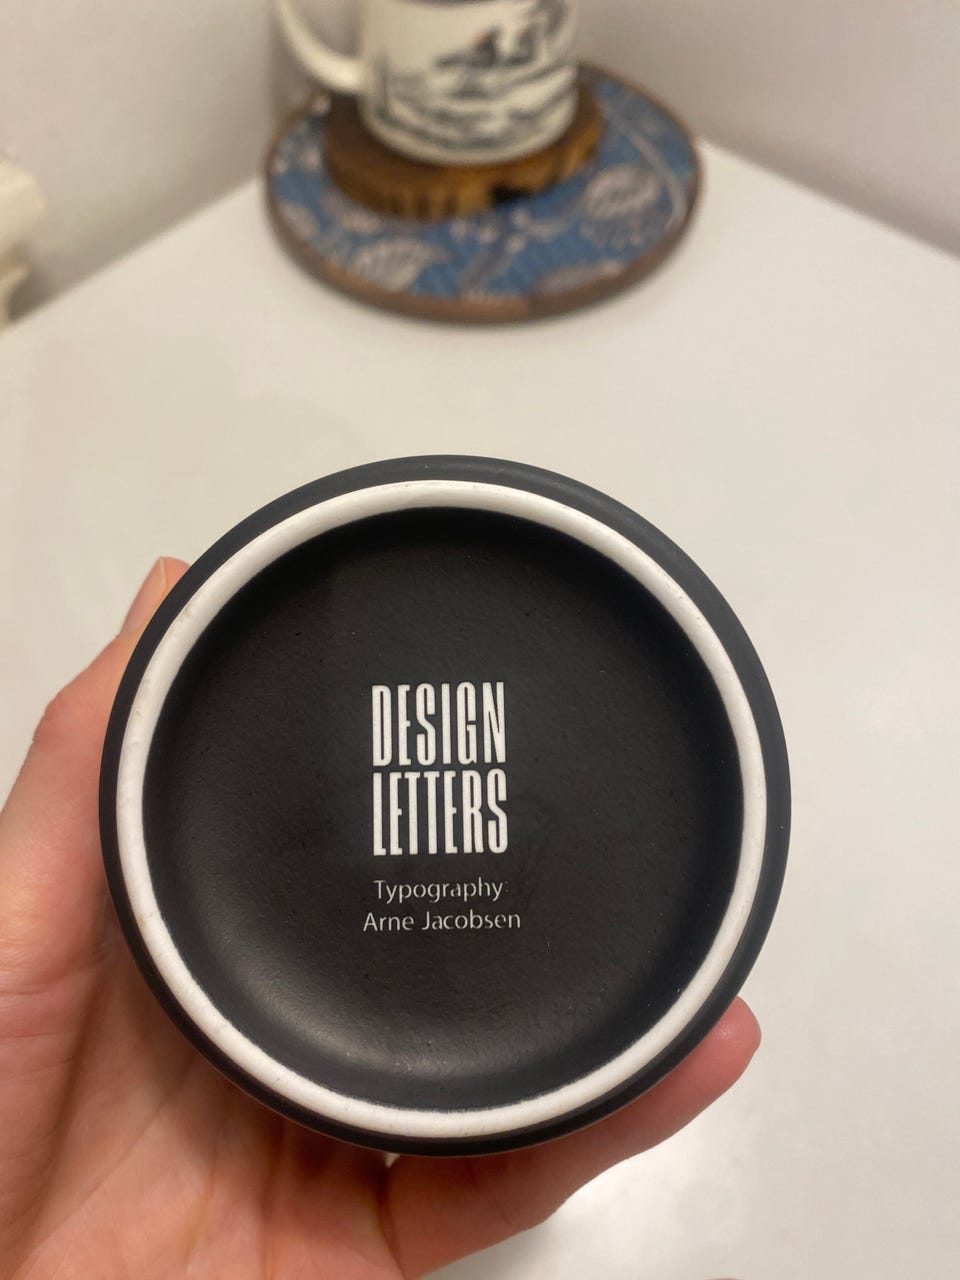 DESIGN
LETTERS
Typography:
Arne Jacobsen